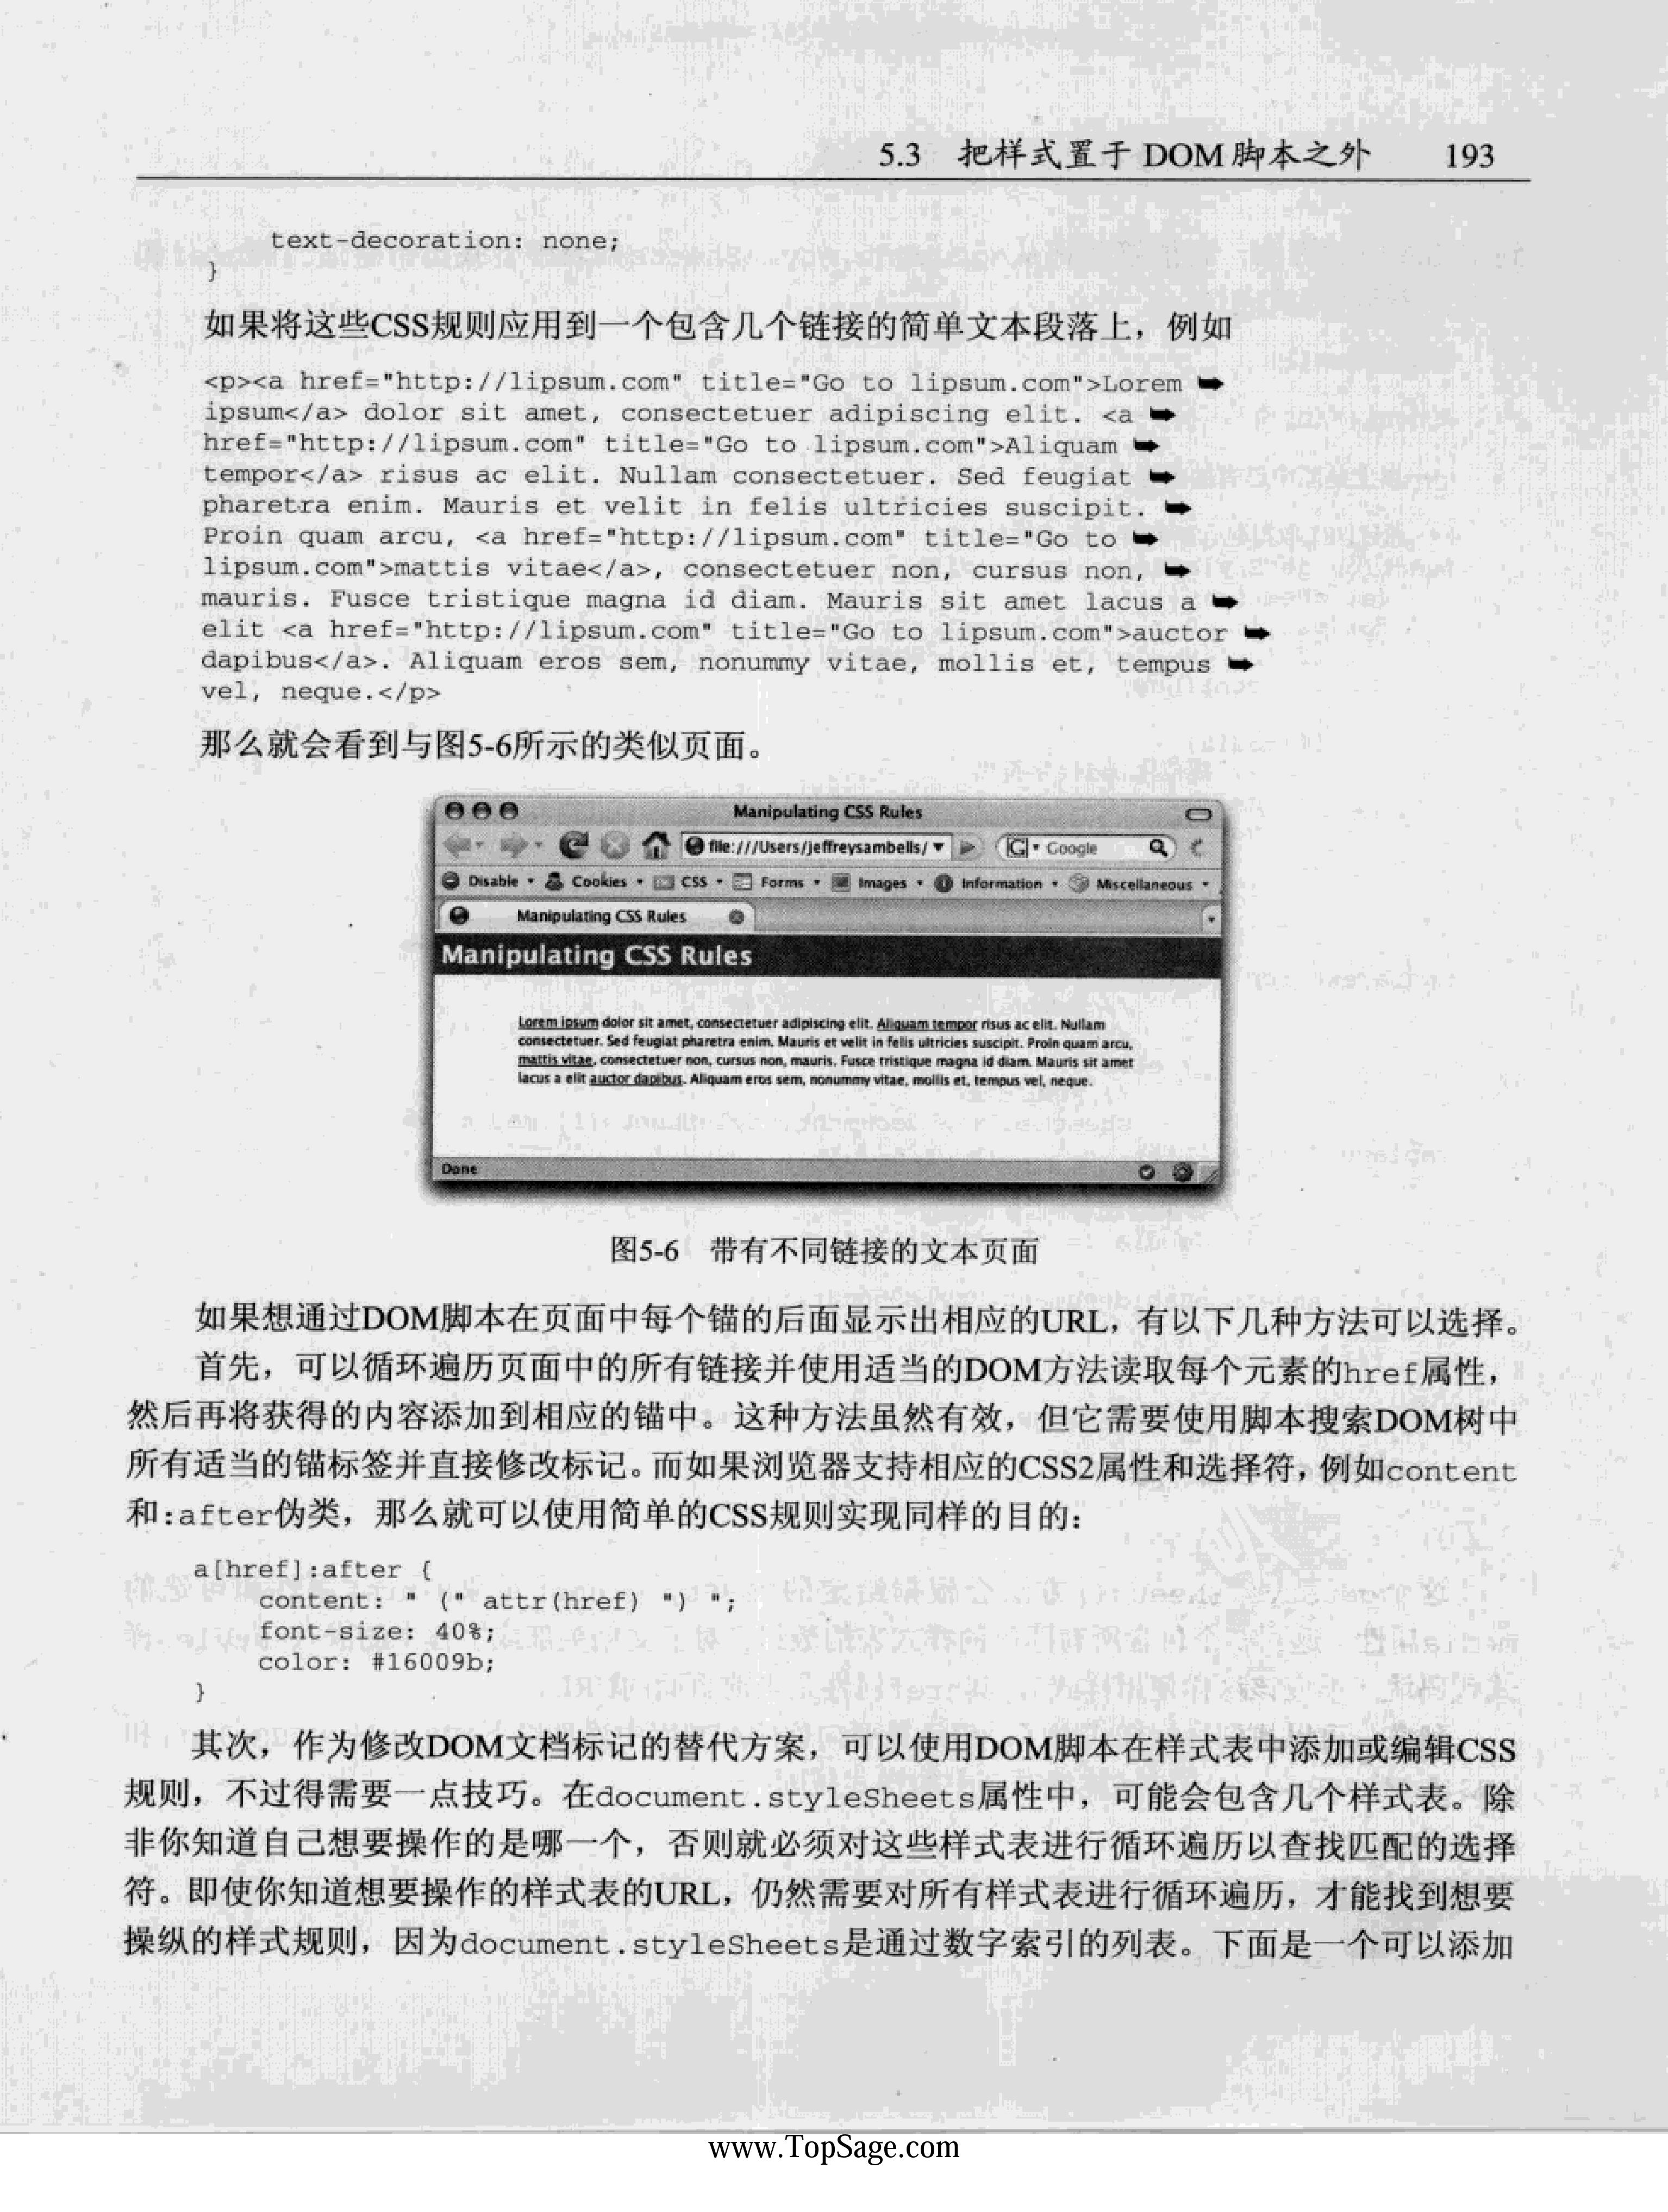 5.3 把样式置于 DOM 脚本之外 193
text-decoration: none;
}
如果将这些CSS规则应用到一个包含几个链接的简单文本段落上，例如
<p><a href="http://lipsum.com" title="Go to lipsum.com">Lorem ➥
ipsum</a> dolor sit amet, consectetuer adipiscing elit. <a ➥
href="http://lipsum.com" title="Go to lipsum.com">Aliquam ➥
tempor</a> risus ac elit. Nullam consectetuer. Sed feugiat ➥
pharetra enim. Mauris et velit in felis ultricies suscipit. ➥
Proin quam arcu, <a href="http://lipsum.com" title="Go to ➥
lipsum.com">mattis vitae</a>, consectetuer non, cursus non, ➥
mauris. Fusce tristique magna id diam. Mauris sit amet lacus a ➥
elit <a href="http://lipsum.com" title="Go to lipsum.com">auctor ➥
dapibus</a>. Aliquam eros sem, nonummy vitae, mollis et, tempus ➥
vel, neque.</p>
那么就会看到与图5-6所示的类似页面。
Manipulating CSS Rules
file:///Users/jeffreysambells/ G Google
Disable Cookies CSS Forms Images Information Miscellaneous
Manipulating CSS Rules
Manipulating CSS Rules
Lorem ipsum dolor sit amet, consectetuer adipiscing elit. Aliquam tempor risus ac elit. Nullam
consectetuer. Sed feugiat pharetra enim. Mauris et velit in felis ultricies suscipit. Proin quam arcu,
mattis vitae, consectetuer non, cursus non, mauris. Fusce tristique magna id diam. Mauris sit amet
lacus a elit auctor dapibus. Aliquam eros sem, nonummy vitae, mollis et, tempus vel, neque.
Done
图5-6 带有不同链接的文本页面
如果想通过DOM脚本在页面中每个锚的后面显示出相应的URL，有以下几种方法可以选择。
首先，可以循环遍历页面中的所有链接并使用适当的DOM方法读取每个元素的href属性，
然后再将获得的内容添加到相应的锚中。这种方法虽然有效，但它需要使用脚本搜索DOM树中
所有适当的锚标签并直接修改标记。而如果浏览器支持相应的CSS2属性和选择符，例如content
和:after伪类，那么就可以使用简单的CSS规则实现同样的目的：
a[href]:after {
content: " (" attr(href) ") ";
font-size: 40%;
color: #16009b;
}
其次，作为修改DOM文档标记的替代方案，可以使用DOM脚本在样式表中添加或编辑CSS
规则，不过得需要一点技巧。在document.styleSheets属性中，可能会包含几个样式表。除
非你知道自己想要操作的是哪一个，否则就必须对这些样式表进行循环遍历以查找匹配的选择
符。即使你知道想要操作的样式表的URL，仍然需要对所有样式表进行循环遍历，才能找到想要
操纵的样式规则，因为document.styleSheets是通过数字索引的列表。下面是一个可以添加
www.TopSage.com